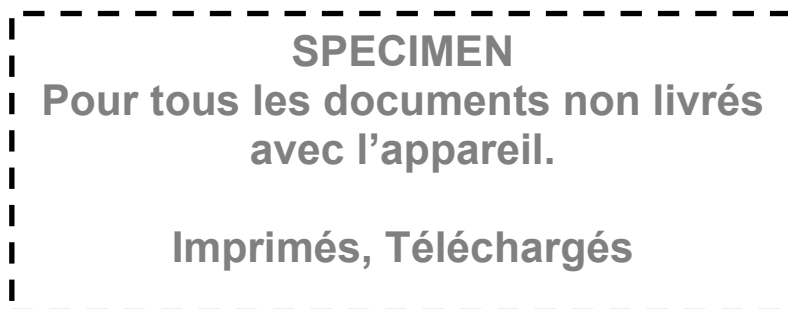 SPECIMEN
Pour tous les documents non livrés
avec l’appareil.
Imprimés, Téléchargés